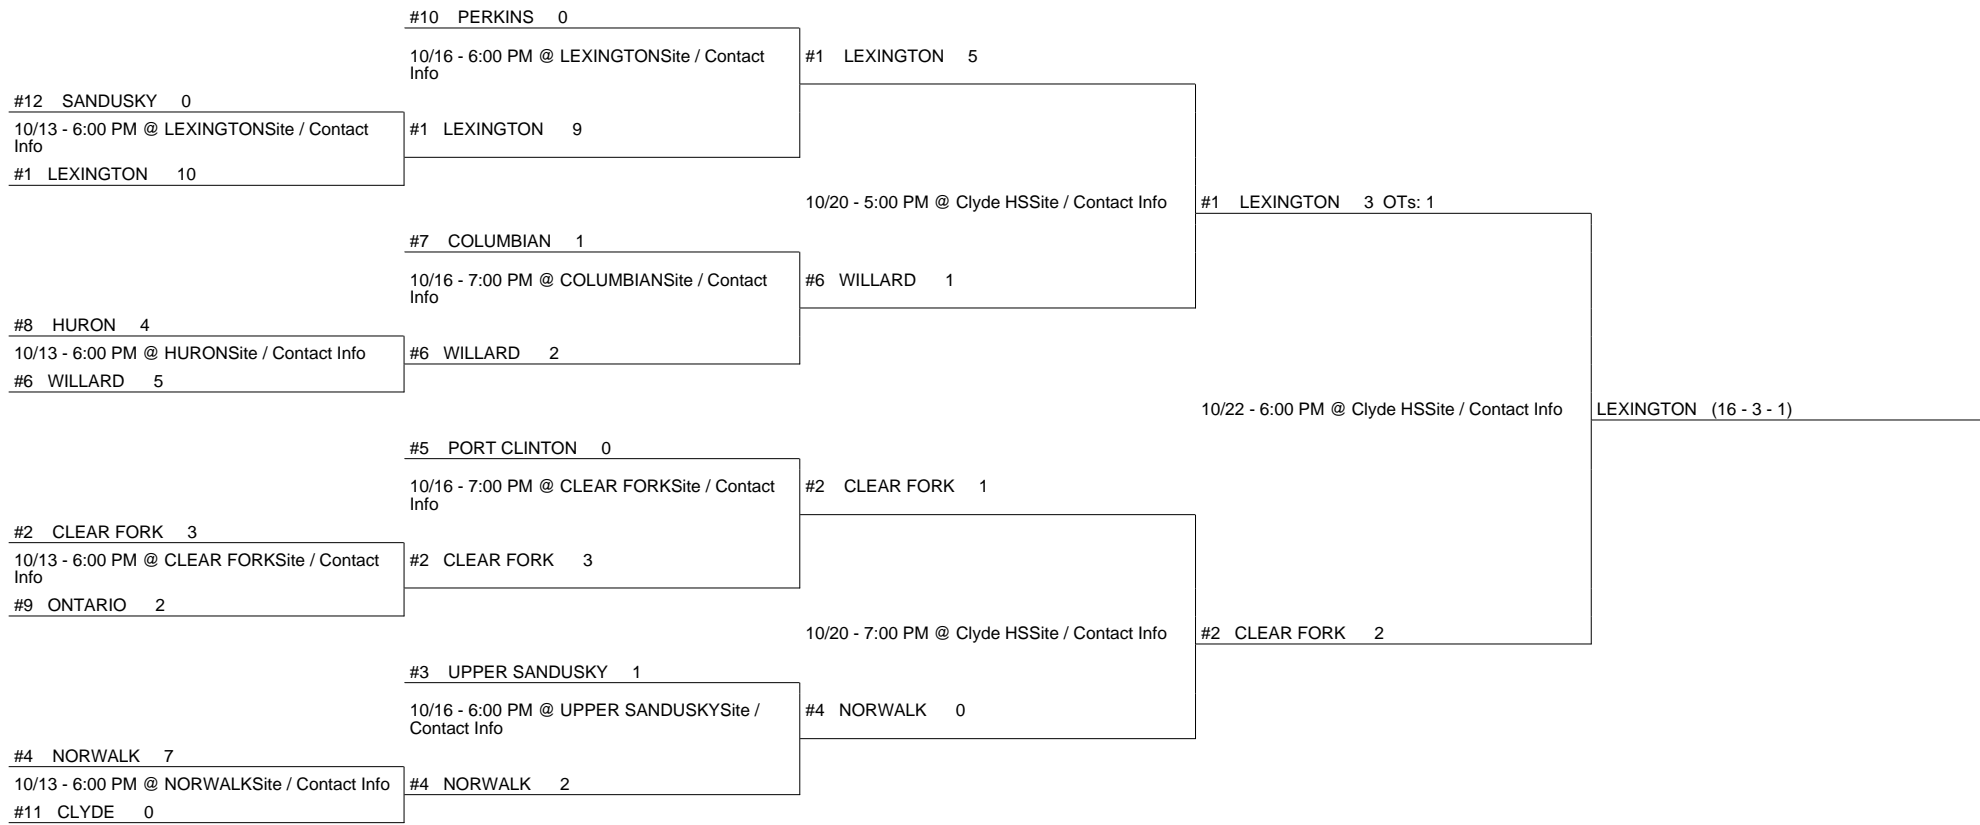 #10 PERKINS 0
10/16 - 6:00 PM @ LEXINGTONSite / Contact
Info
#1 LEXINGTON 9
#12 SANDUSKY 0
10/13 - 6:00 PM @ LEXINGTONSite / Contact
Info
#1 LEXINGTON 10
#1 LEXINGTON 5
10/20 - 5:00 PM @ Clyde HSSite / Contact Info
#6 WILLARD 1
#7 COLUMBIAN 1
10/16 - 7:00 PM @ COLUMBIANSite / Contact
Info
#6 WILLARD 2
#8 HURON 4
10/13 - 6:00 PM @ HURONSite / Contact Info
#6 WILLARD 5
#1 LEXINGTON 3 OTs: 1
10/22 - 6:00 PM @ Clyde HSSite / Contact Info
LEXINGTON (16 - 3 - 1)
#2 CLEAR FORK 2
#5 PORT CLINTON 0
10/16 - 7:00 PM @ CLEAR FORKSite / Contact
Info
#2 CLEAR FORK 3
#2 CLEAR FORK 3
10/13 - 6:00 PM @ CLEAR FORKSite / Contact
Info
#9 ONTARIO 2
#2 CLEAR FORK 1
10/20 - 7:00 PM @ Clyde HSSite / Contact Info
#4 NORWALK 0
#3 UPPER SANDUSKY 1
10/16 - 6:00 PM @ UPPER SANDUSKYSite /
Contact Info
#4 NORWALK 2
#4 NORWALK 7
10/13 - 6:00 PM @ NORWALKSite / Contact Info
#11 CLYDE 0